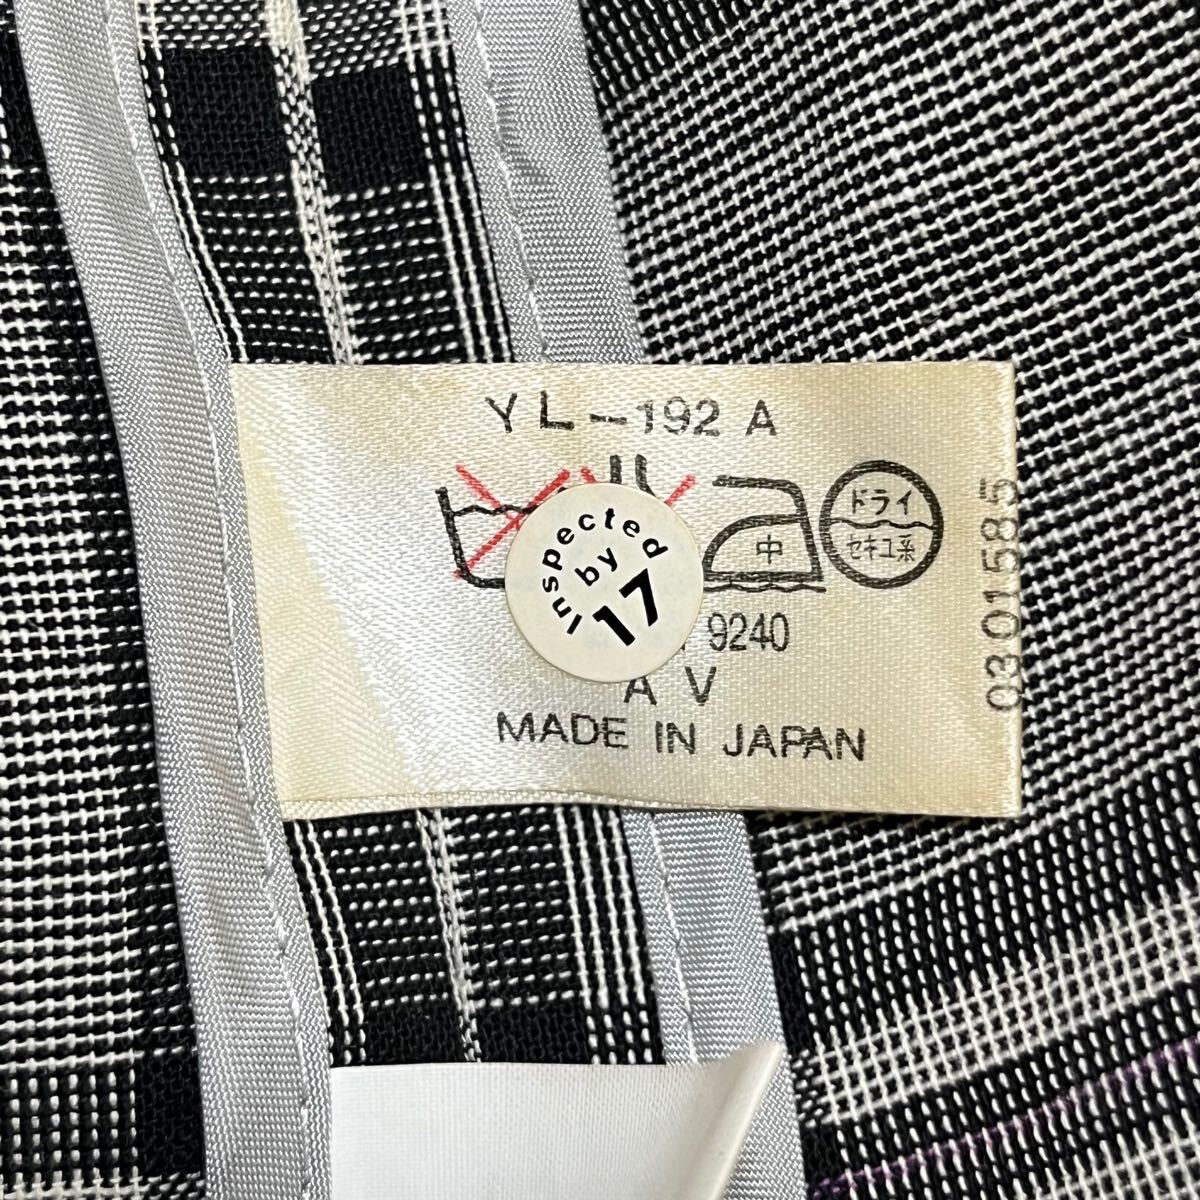 YL-192 A
中
ドライ
セキユ系
Inspected
by
17
9240
A V
MADE IN JAPAN
0301585